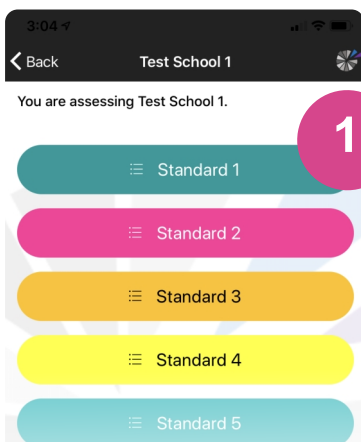 3:04
Back Test School 1
You are assessing Test School 1.
1
Standard 1
Standard 2
Standard 3
Standard 4
Standard 5